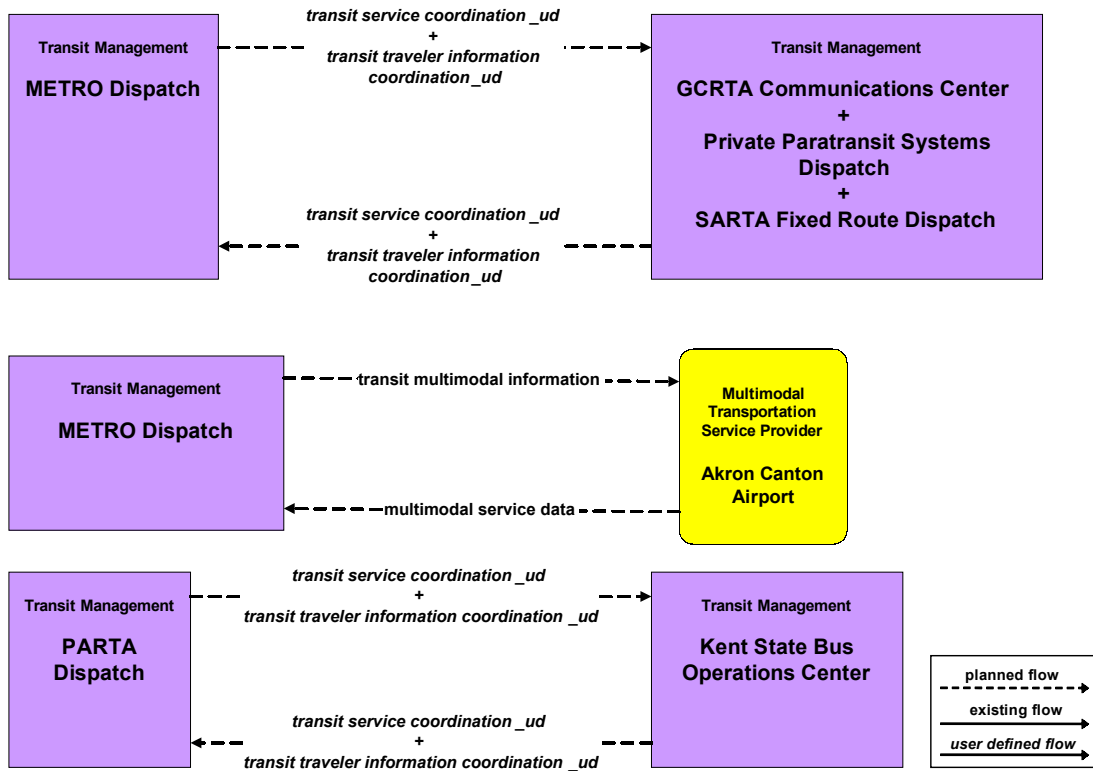 Transit Management
METRO Dispatch
transit service coordination _ud
+
transit traveler information
coordination_ud
Transit Management
GCRTA Communications Center
+
Private Paratransit Systems
Dispatch
+
SARTA Fixed Route Dispatch
transit service coordination _ud
+
transit traveler information
coordination_ud
Transit Management
METRO Dispatch
transit multimodal information
Multimodal
Transportation
Service Provider
Akron Canton
Airport
multimodal service data
Transit Management
PARTA
Dispatch
transit service coordination _ud
+
transit traveler information coordination _ud
Transit Management
Kent State Bus
Operations Center
transit service coordination _ud
+
transit traveler information coordination _ud
planned flow
existing flow
user defined flow